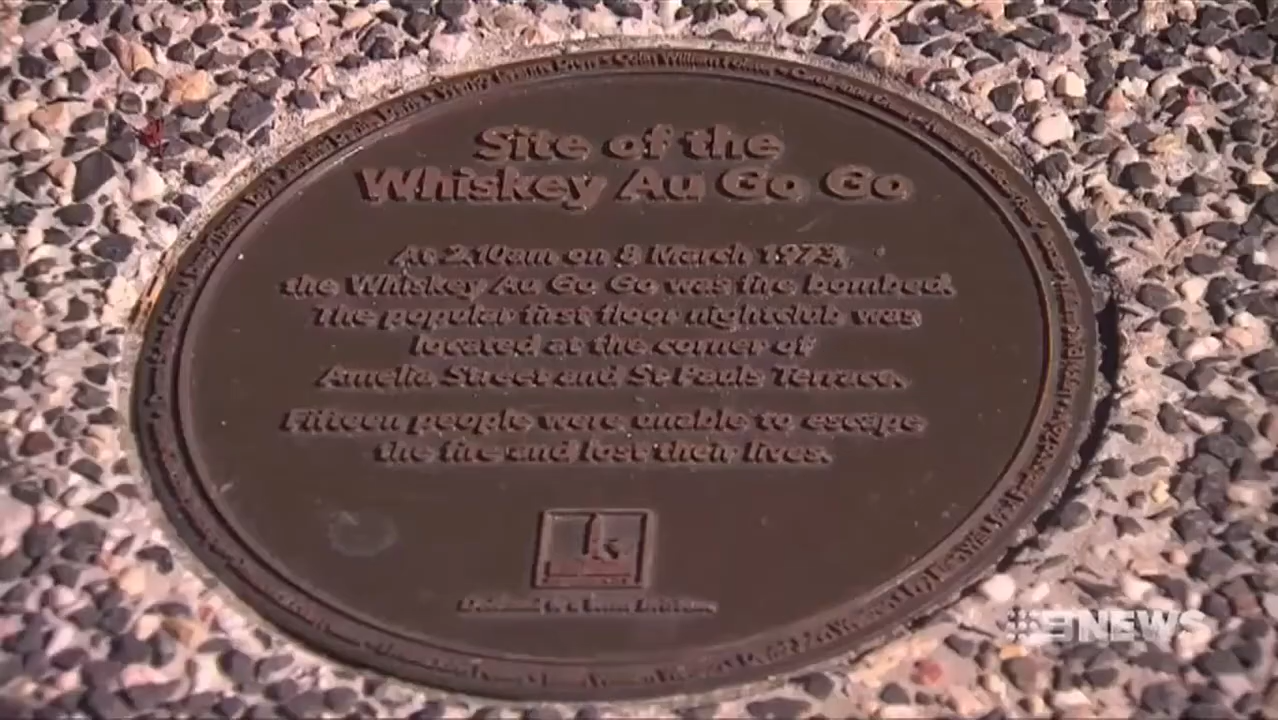 Site of the
Whiskey Au Go Go
At 2.10am on 8 March 1973,
the Whiskey Au Go Go was fire bombed.
The popular first floor nightclub was
located at the corner of
Amelia Street and St Pauls Terrace.
Fifteen people were unable to escape
the fire and lost their lives.
9NEWS